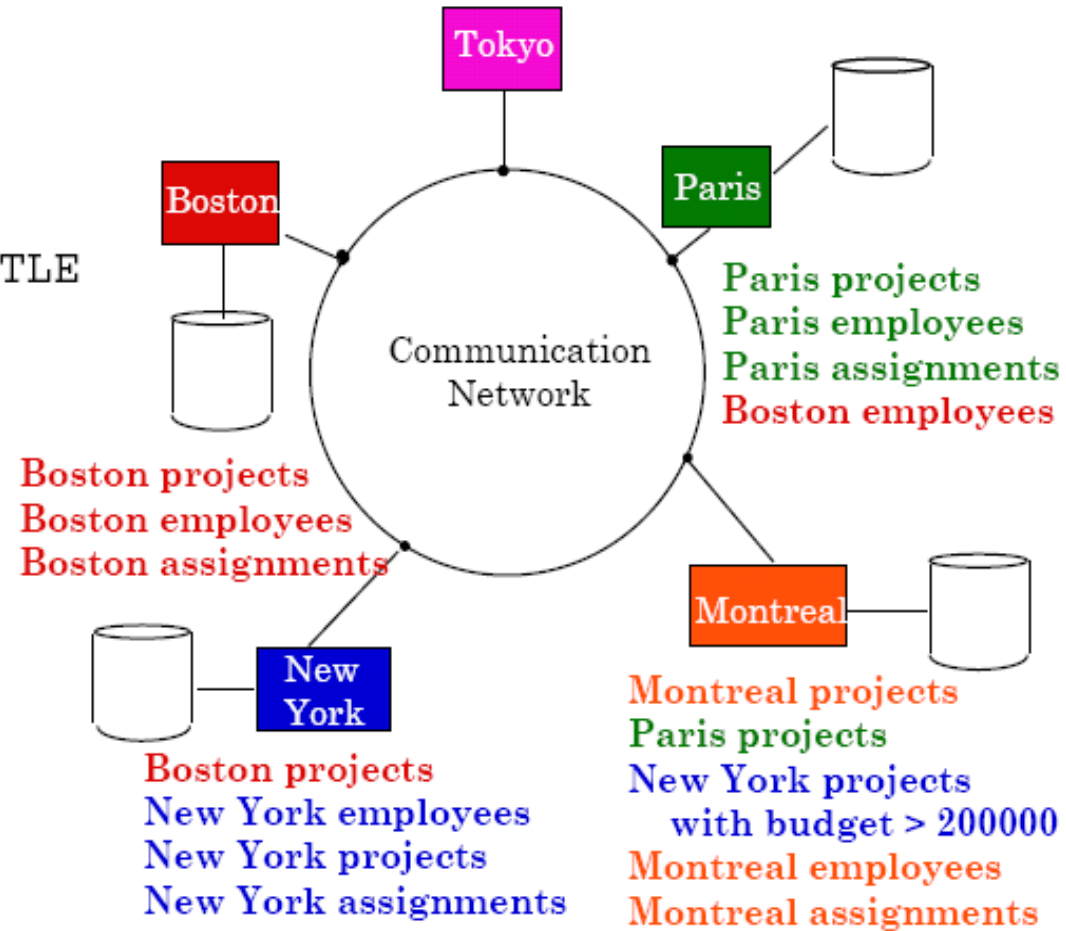 Tokyo
Boston
Paris
TLE
Communication
Network
Paris projects
Paris employees
Paris assignments
Boston employees
Boston projects
Boston employees
Boston assignments
Montreal
New
York
Montreal projects
Paris projects
New York projects
with budget > 200000
Montreal employees
Montreal assignments
Boston projects
New York employees
New York projects
New York assignments